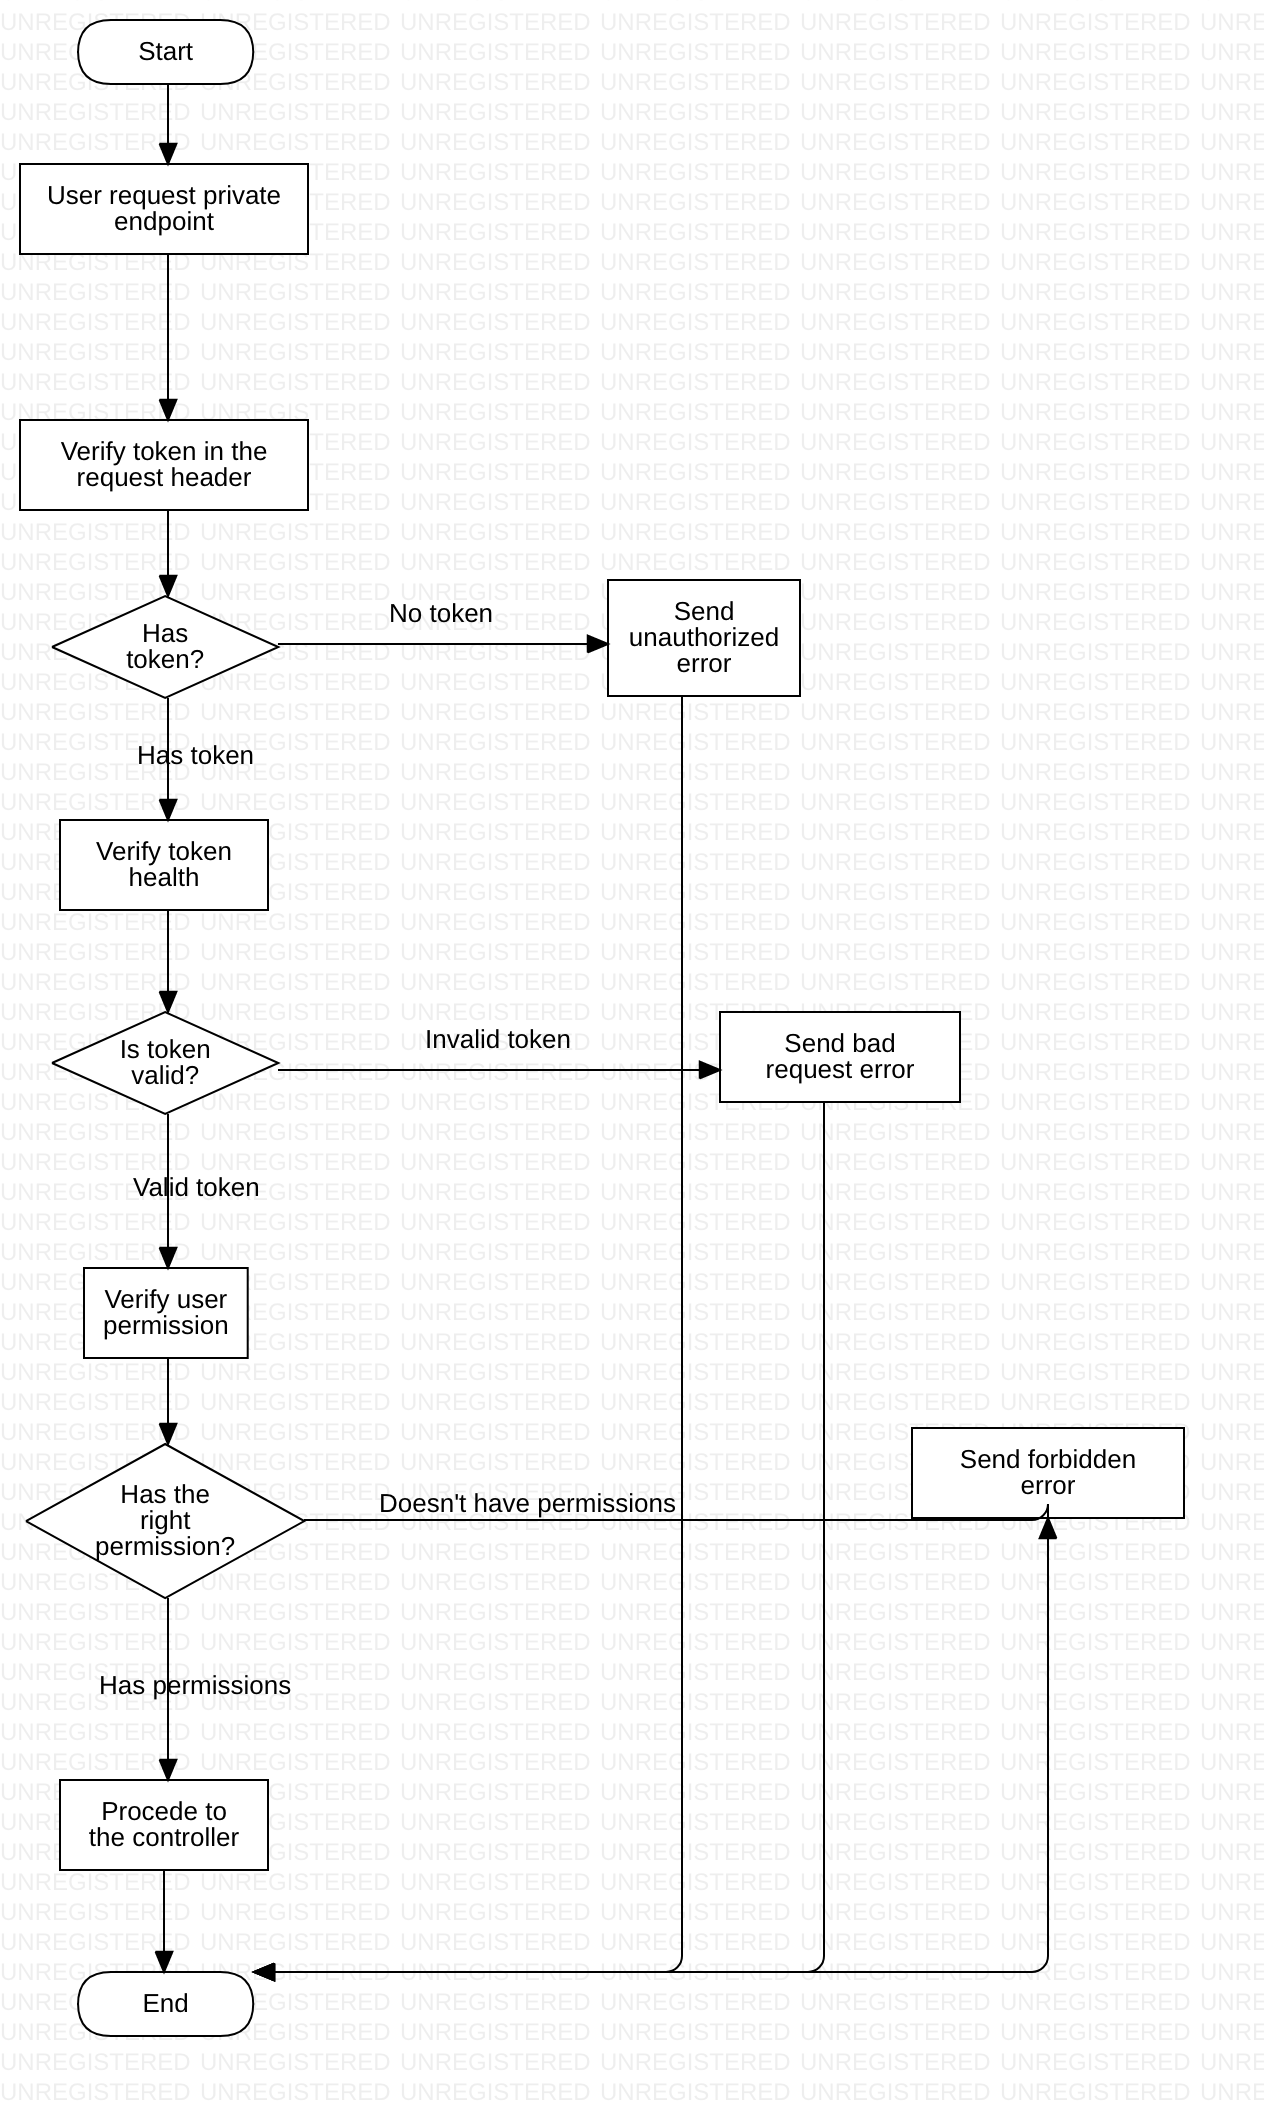 Start
User request private
endpoint
Verify token in the
request header
Has
token?
No token
Send
unauthorized
error
Has token
Verify token
health
Is token
valid?
Invalid token
Send bad
request error
Valid token
Verify user
permission
Has the
right
permission?
Doesn't have permissions
Send forbidden
error
Has permissions
Procede to
the controller
End
UNREGISTERED